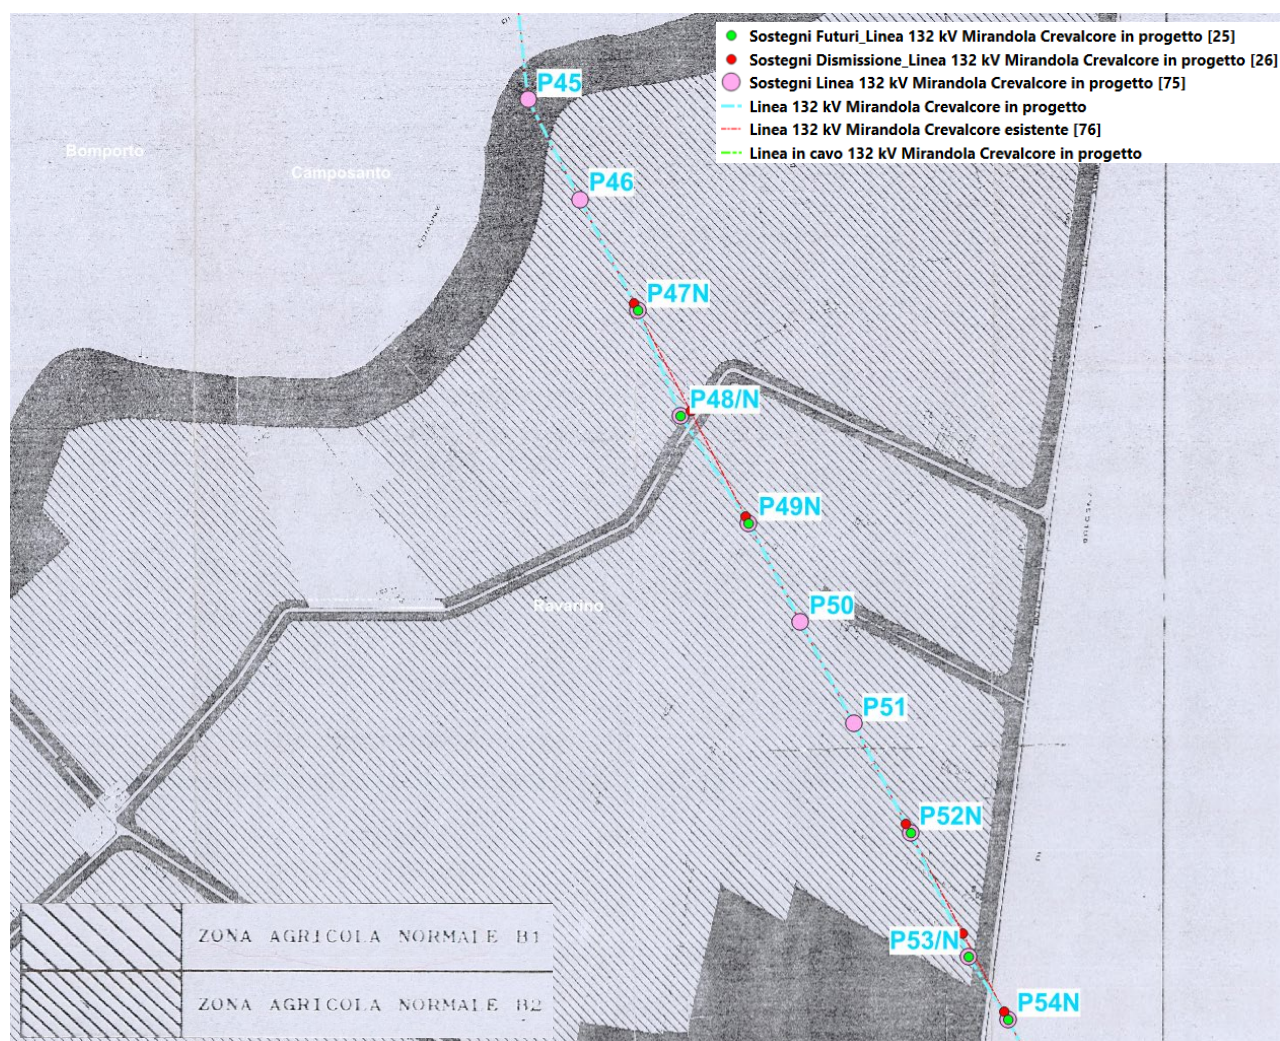 Sostegni Futuri_Linea 132 kV Mirandola Crevalcore in progetto [25]
Sostegni Dismissione_Linea 132 kV Mirandola Crevalcore in progetto [26]
Sostegni Linea 132 kV Mirandola Crevalcore in progetto [75]
Linea 132 kV Mirandola Crevalcore in progetto
Linea 132 kV Mirandola Crevalcore esistente [76]
Linea in cavo 132 kV Mirandola Crevalcore in progetto
P45
Bomporto
Camposanto
P46
COMUNE
P47N
P48/N
P49N
P50
Ravarino
P51
P52N
P53/N
P54N
ZONA AGRICOLA NORMALE B1
ZONA AGRICOLA NORMALE B2